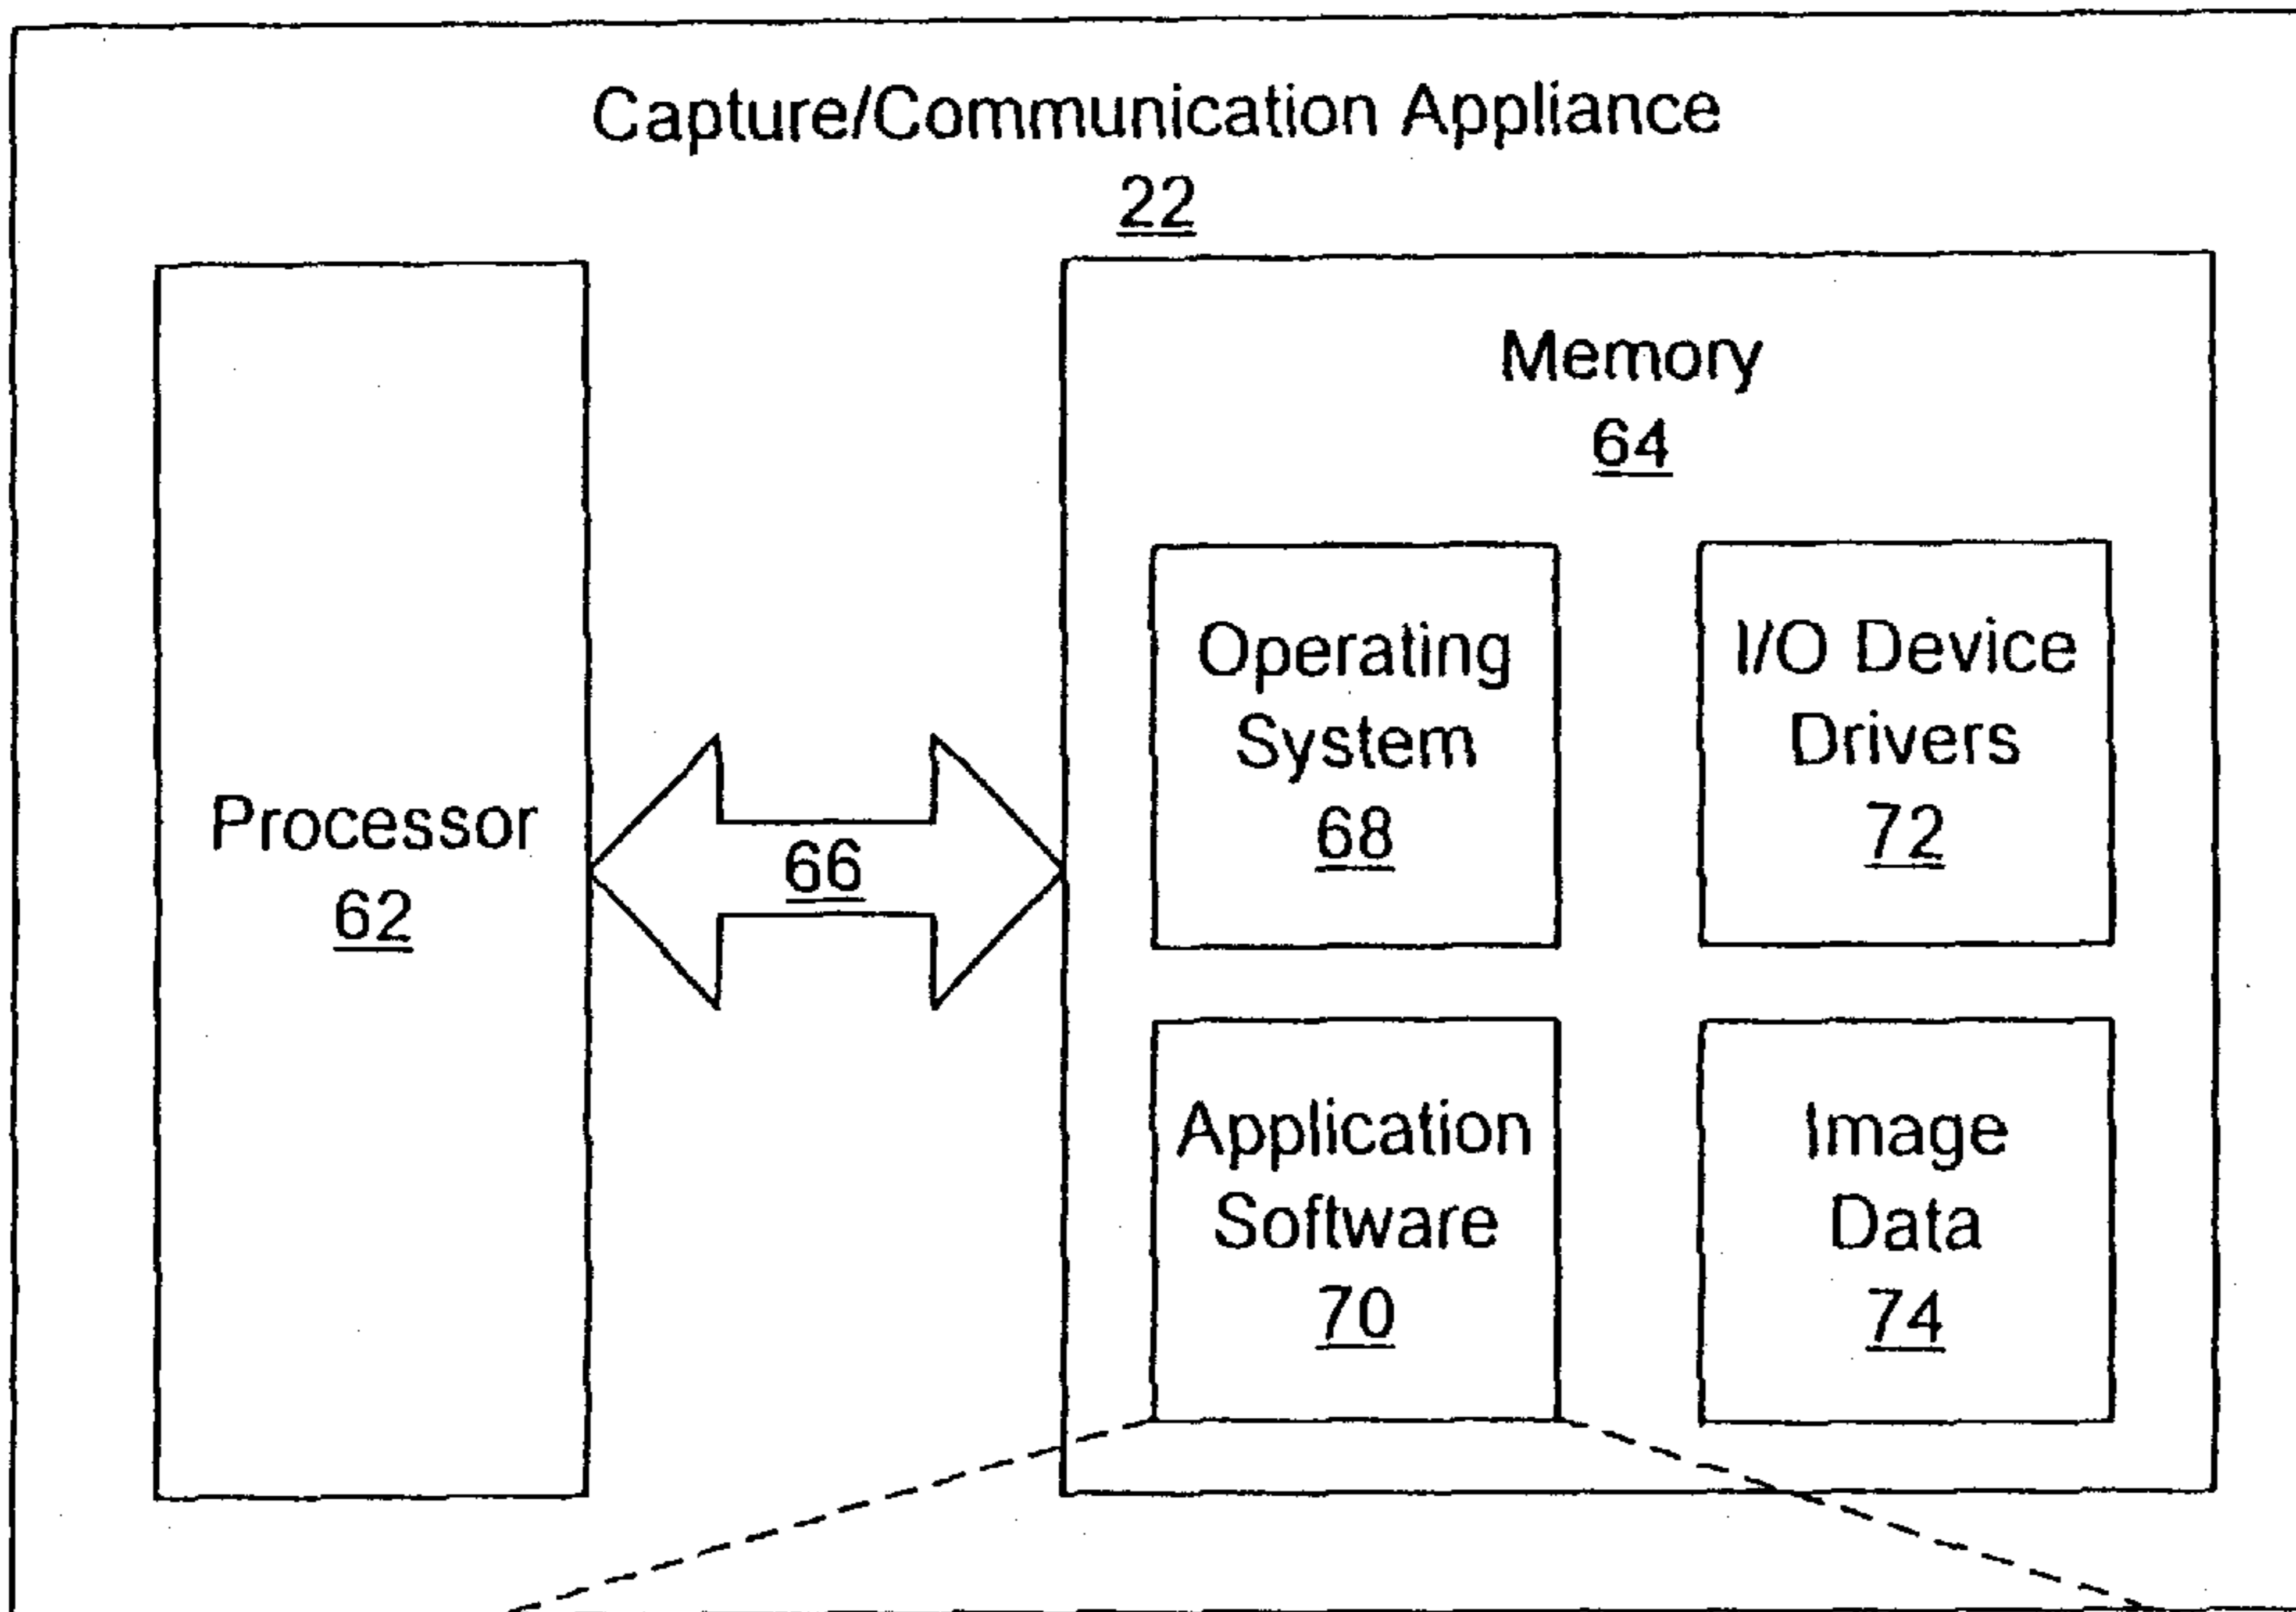 Capture/Communication Appliance
22
Memory
64
Processor
62
66
Operating
System
68
I/O Device
Drivers
72
Application
Software
70
Image
Data
74